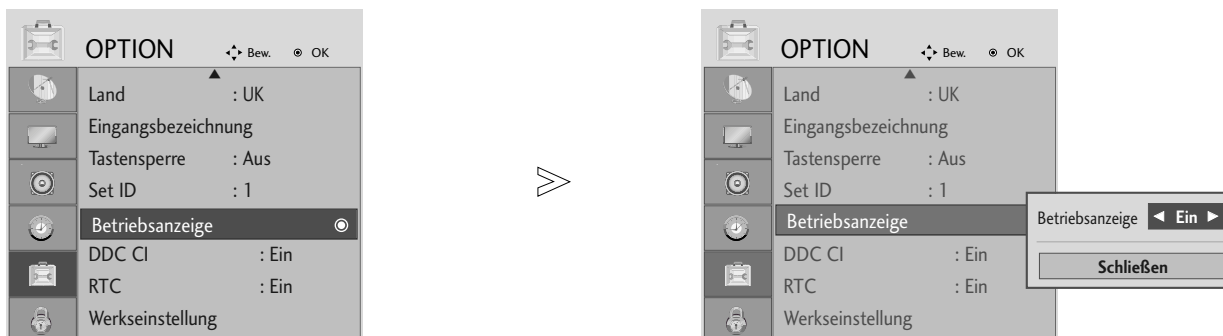 OPTION Bew. OK
Land : UK
Eingangsbezeichnung
Tastensperre : Aus
Set ID : 1
Betriebsanzeige
DDC CI : Ein
RTC : Ein
Werkseinstellung
OPTION Bew. OK
Land : UK
Eingangsbezeichnung
Tastensperre : Aus
Set ID : 1
Betriebsanzeige
DDC CI : Ein
RTC : Ein
Werkseinstellung
Betriebsanzeige ◄ Ein ►
Schließen